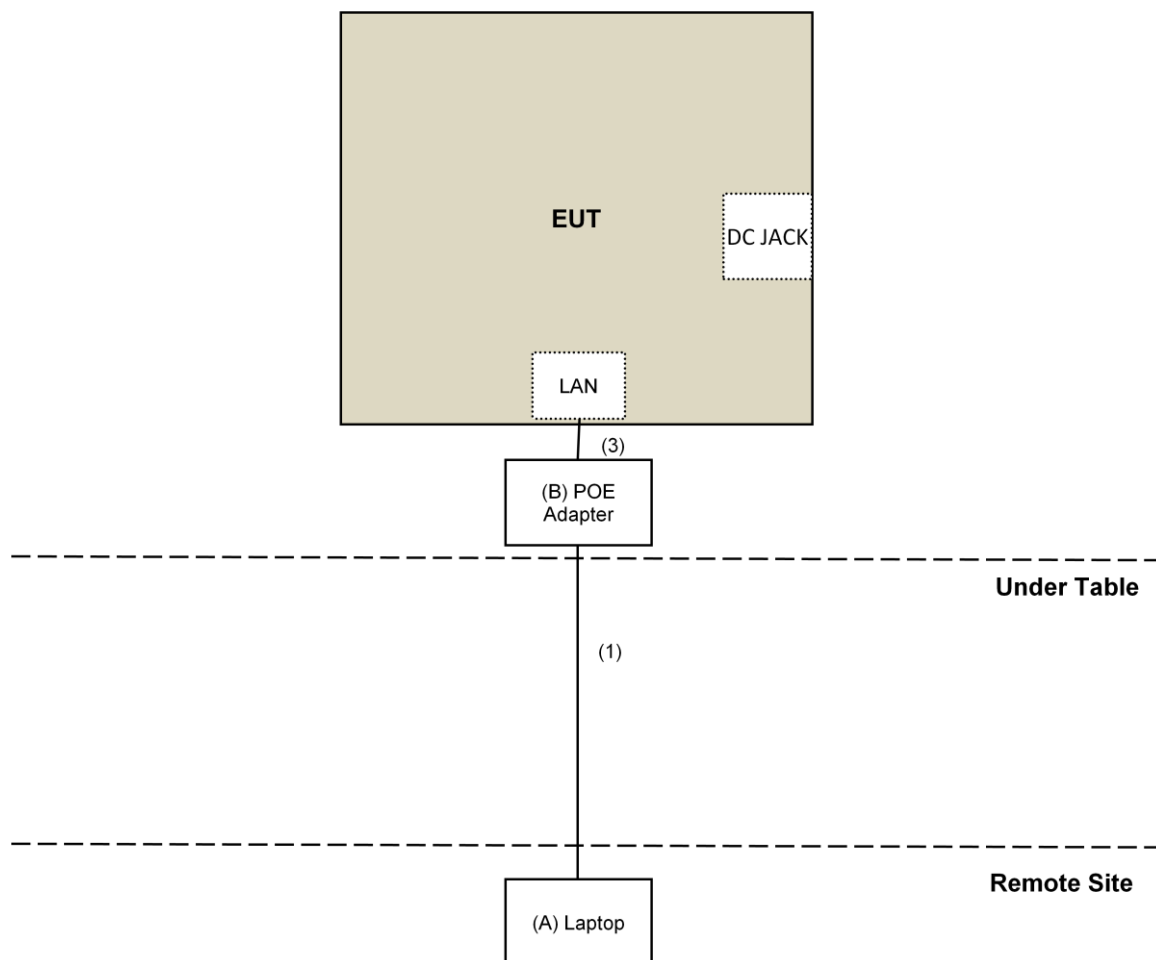 EUT
DC JACK
LAN
(3)
(B) POE
Adapter
Under Table
(1)
Remote Site
(A) Laptop